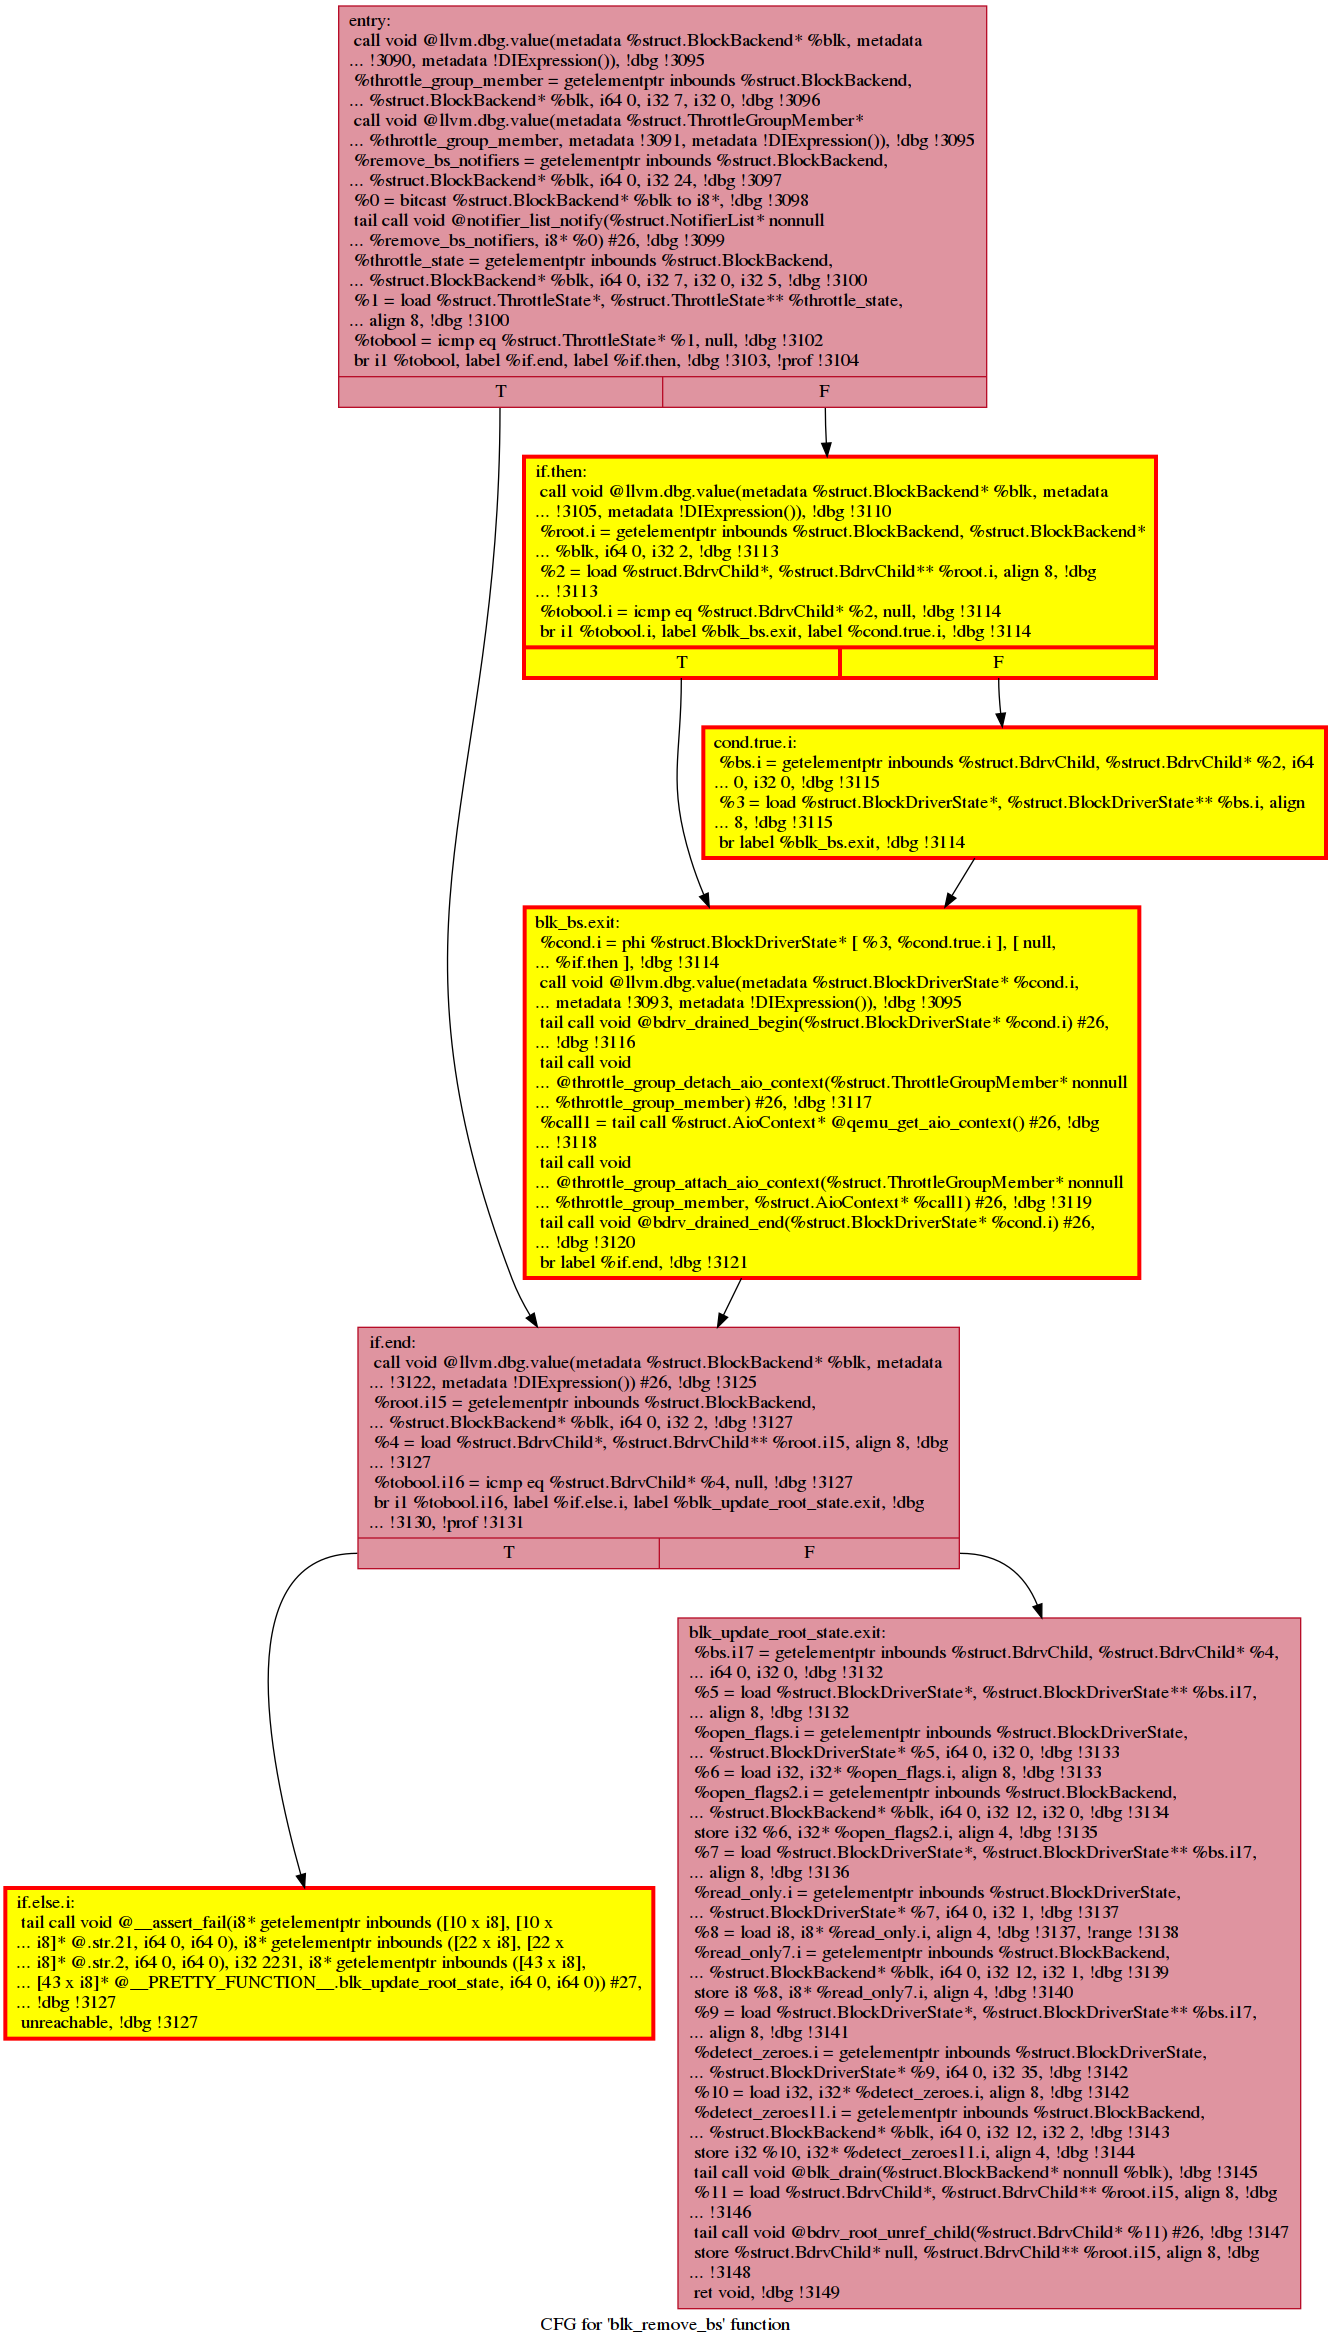 entry:
call void @llvm.dbg.value(metadata %struct.BlockBackend* %blk, metadata
... !3090, metadata !DIExpression()), !dbg !3095
%throttle_group_member = getelementptr inbounds %struct.BlockBackend,
... %struct.BlockBackend* %blk, i64 0, i32 7, i32 0, !dbg !3096
call void @llvm.dbg.value(metadata %struct.ThrottleGroupMember*
... %throttle_group_member, metadata !3091, metadata !DIExpression()), !dbg !3095
%remove_bs_notifiers = getelementptr inbounds %struct.BlockBackend,
... %struct.BlockBackend* %blk, i64 0, i32 24, !dbg !3097
%0 = bitcast %struct.BlockBackend* %blk to i8*, !dbg !3098
tail call void @notifier_list_notify(%struct.NotifierList* nonnull
... %remove_bs_notifiers, i8* %0) #26, !dbg !3099
%throttle_state = getelementptr inbounds %struct.BlockBackend,
... %struct.BlockBackend* %blk, i64 0, i32 7, i32 0, i32 5, !dbg !3100
%1 = load %struct.ThrottleState*, %struct.ThrottleState** %throttle_state,
... align 8, !dbg !3100
%tobool = icmp eq %struct.ThrottleState* %1, null, !dbg !3102
br i1 %tobool, label %if.end, label %if.then, !dbg !3103, !prof !3104
T F
if.then:
call void @llvm.dbg.value(metadata %struct.BlockBackend* %blk, metadata
... !3105, metadata !DIExpression()), !dbg !3110
%root.i = getelementptr inbounds %struct.BlockBackend, %struct.BlockBackend*
... %blk, i64 0, i32 2, !dbg !3113
%2 = load %struct.BdrvChild*, %struct.BdrvChild** %root.i, align 8, !dbg
... !3113
%tobool.i = icmp eq %struct.BdrvChild* %2, null, !dbg !3114
br i1 %tobool.i, label %blk_bs.exit, label %cond.true.i, !dbg !3114
T F
cond.true.i:
%bs.i = getelementptr inbounds %struct.BdrvChild, %struct.BdrvChild* %2, i64
... 0, i32 0, !dbg !3115
%3 = load %struct.BlockDriverState*, %struct.BlockDriverState** %bs.i, align
... 8, !dbg !3115
br label %blk_bs.exit, !dbg !3114
blk_bs.exit:
%cond.i = phi %struct.BlockDriverState* [ %3, %cond.true.i ], [ null,
... %if.then ], !dbg !3114
call void @llvm.dbg.value(metadata %struct.BlockDriverState* %cond.i,
... metadata !3093, metadata !DIExpression()), !dbg !3095
tail call void @bdrv_drained_begin(%struct.BlockDriverState* %cond.i) #26,
... !dbg !3116
tail call void
... @throttle_group_detach_aio_context(%struct.ThrottleGroupMember* nonnull
... %throttle_group_member) #26, !dbg !3117
%call1 = tail call %struct.AioContext* @qemu_get_aio_context() #26, !dbg
... !3118
tail call void
... @throttle_group_attach_aio_context(%struct.ThrottleGroupMember* nonnull
... %throttle_group_member, %struct.AioContext* %call1) #26, !dbg !3119
tail call void @bdrv_drained_end(%struct.BlockDriverState* %cond.i) #26,
... !dbg !3120
br label %if.end, !dbg !3121
if.end:
call void @llvm.dbg.value(metadata %struct.BlockBackend* %blk, metadata
... !3122, metadata !DIExpression()) #26, !dbg !3125
%root.i15 = getelementptr inbounds %struct.BlockBackend,
... %struct.BlockBackend* %blk, i64 0, i32 2, !dbg !3127
%4 = load %struct.BdrvChild*, %struct.BdrvChild** %root.i15, align 8, !dbg
... !3127
%tobool.i16 = icmp eq %struct.BdrvChild* %4, null, !dbg !3127
br i1 %tobool.i16, label %if.else.i, label %blk_update_root_state.exit, !dbg
... !3130, !prof !3131
T F
blk_update_root_state.exit:
%bs.i17 = getelementptr inbounds %struct.BdrvChild, %struct.BdrvChild* %4,
... i64 0, i32 0, !dbg !3132
%5 = load %struct.BlockDriverState*, %struct.BlockDriverState** %bs.i17,
... align 8, !dbg !3132
%open_flags.i = getelementptr inbounds %struct.BlockDriverState,
... %struct.BlockDriverState* %5, i64 0, i32 0, !dbg !3133
%6 = load i32, i32* %open_flags.i, align 8, !dbg !3133
%open_flags2.i = getelementptr inbounds %struct.BlockBackend,
... %struct.BlockBackend* %blk, i64 0, i32 12, i32 0, !dbg !3134
store i32 %6, i32* %open_flags2.i, align 4, !dbg !3135
%7 = load %struct.BlockDriverState*, %struct.BlockDriverState** %bs.i17,
... align 8, !dbg !3136
%read_only.i = getelementptr inbounds %struct.BlockDriverState,
... %struct.BlockDriverState* %7, i64 0, i32 1, !dbg !3137
%8 = load i8, i8* %read_only.i, align 4, !dbg !3137, !range !3138
%read_only7.i = getelementptr inbounds %struct.BlockBackend,
... %struct.BlockBackend* %blk, i64 0, i32 12, i32 1, !dbg !3139
store i8 %8, i8* %read_only7.i, align 4, !dbg !3140
%9 = load %struct.BlockDriverState*, %struct.BlockDriverState** %bs.i17,
... align 8, !dbg !3141
%detect_zeroes.i = getelementptr inbounds %struct.BlockDriverState,
... %struct.BlockDriverState* %9, i64 0, i32 35, !dbg !3142
%10 = load i32, i32* %detect_zeroes.i, align 8, !dbg !3142
%detect_zeroes11.i = getelementptr inbounds %struct.BlockBackend,
... %struct.BlockBackend* %blk, i64 0, i32 12, i32 2, !dbg !3143
store i32 %10, i32* %detect_zeroes11.i, align 4, !dbg !3144
tail call void @blk_drain(%struct.BlockBackend* nonnull %blk), !dbg !3145
%11 = load %struct.BdrvChild*, %struct.BdrvChild** %root.i15, align 8, !dbg
... !3146
tail call void @bdrv_root_unref_child(%struct.BdrvChild* %11) #26, !dbg !3147
store %struct.BdrvChild* null, %struct.BdrvChild** %root.i15, align 8, !dbg
... !3148
ret void, !dbg !3149
if.else.i:
tail call void @__assert_fail(i8* getelementptr inbounds ([10 x i8], [10 x
... i8]* @.str.21, i64 0, i64 0), i8* getelementptr inbounds ([22 x i8], [22 x
... i8]* @.str.2, i64 0, i64 0), i32 2231, i8* getelementptr inbounds ([43 x i8],
... [43 x i8]* @__PRETTY_FUNCTION__.blk_update_root_state, i64 0, i64 0)) #27,
... !dbg !3127
unreachable, !dbg !3127
CFG for 'blk_remove_bs' function